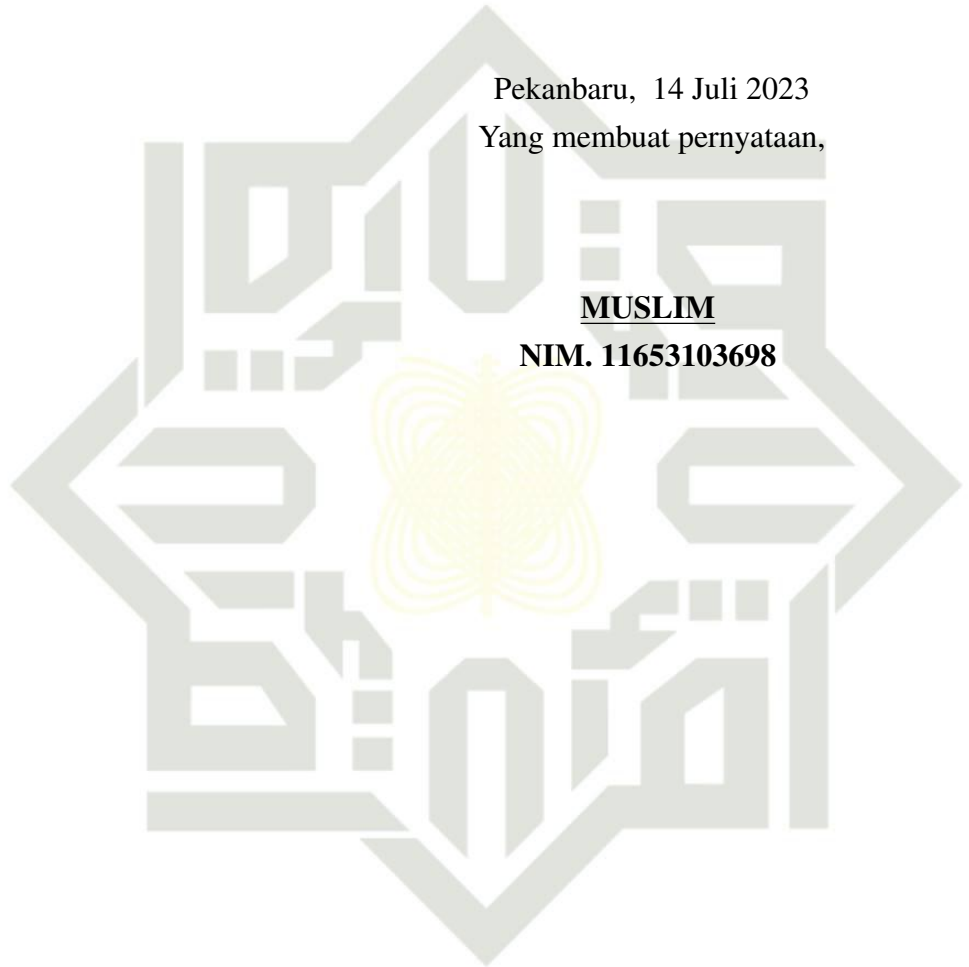 Pekanbaru, 14 Juli 2023
Yang membuat pernyataan,
MUSLIM
NIM. 11653103698